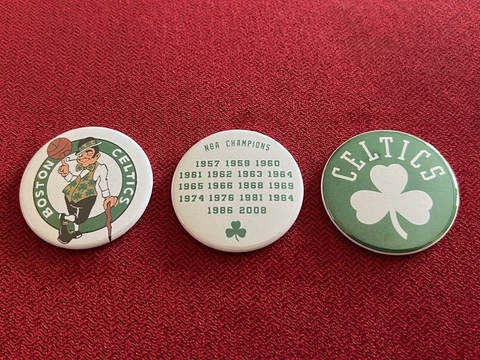 BOSTON CELTICS
NBA CHAMPIONS
1957 1959 1960
1961 1962 1963 1964
1965 1966 1968 1969
1974 1976 1981 1984
1986 2008
CELTICS